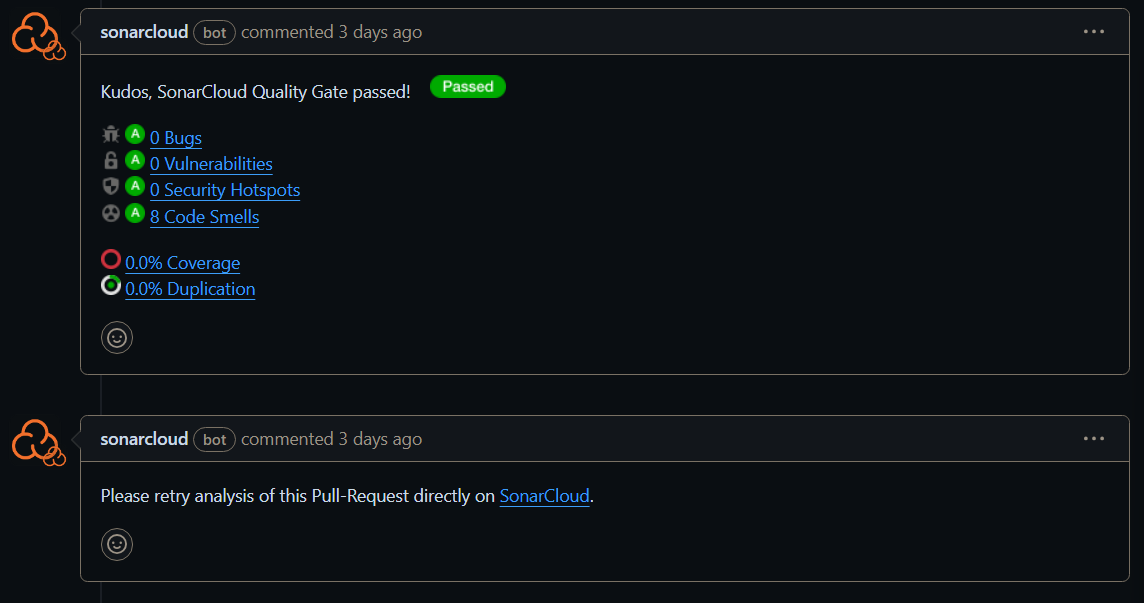 sonarcloud bot commented 3 days ago
Kudos, SonarCloud Quality Gate passed! Passed
A 0 Bugs
A 0 Vulnerabilities
A 0 Security Hotspots
A 8 Code Smells
0.0% Coverage
0.0% Duplication
sonarcloud bot commented 3 days ago
Please retry analysis of this Pull-Request directly on SonarCloud.